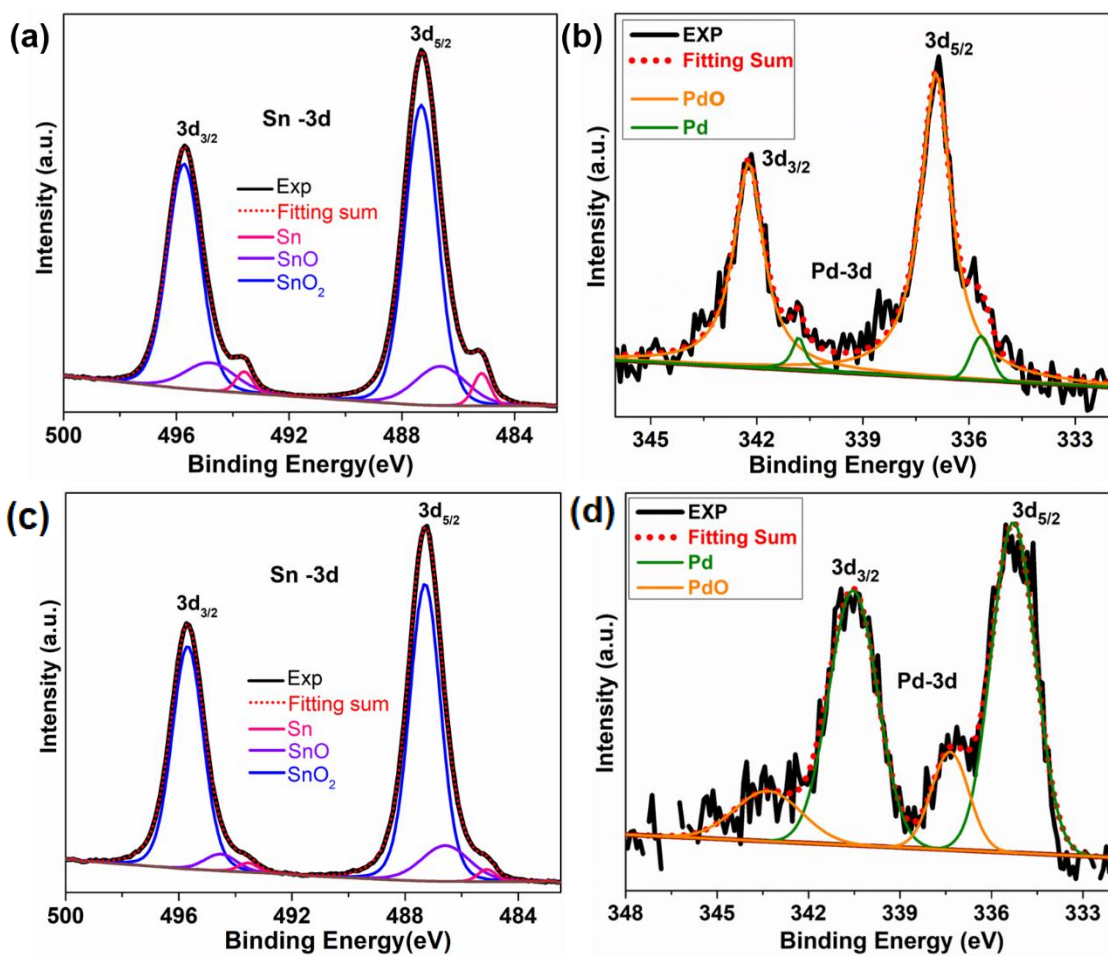 (a)
3d5/2
3d3/2
Sn -3d
Exp
Fitting sum
Sn
SnO
SnO2
Intensity (a.u.)
500 496 492 488 484
Binding Energy(eV)
(b)
EXP
Fitting Sum
PdO
Pd
3d5/2
3d3/2
Pd-3d
Intensity (a.u.)
345 342 339 336 333
Binding Energy (eV)
(c)
3d5/2
Sn -3d
3d3/2
Exp
Fitting sum
Sn
SnO
SnO2
Intensity (a.u.)
500 496 492 488 484
Binding Energy(eV)
(d)
EXP
Fitting Sum
Pd
PdO
3d5/2
3d3/2
Pd-3d
Intensity (a.u.)
348 345 342 339 336 333
Binding Energy (eV)